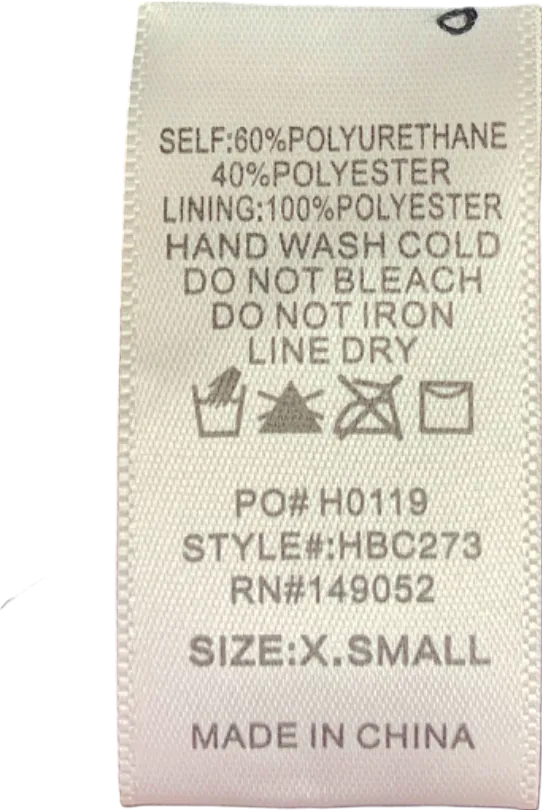 SELF:60%POLYURETHANE
40%POLYESTER
LINING:100%POLYESTER
HAND WASH COLD
DO NOT BLEACH
DO NOT IRON
LINE DRY
PO# H0119
STYLE#:HBC273
RN#149052
SIZE:X.SMALL
MADE IN CHINA